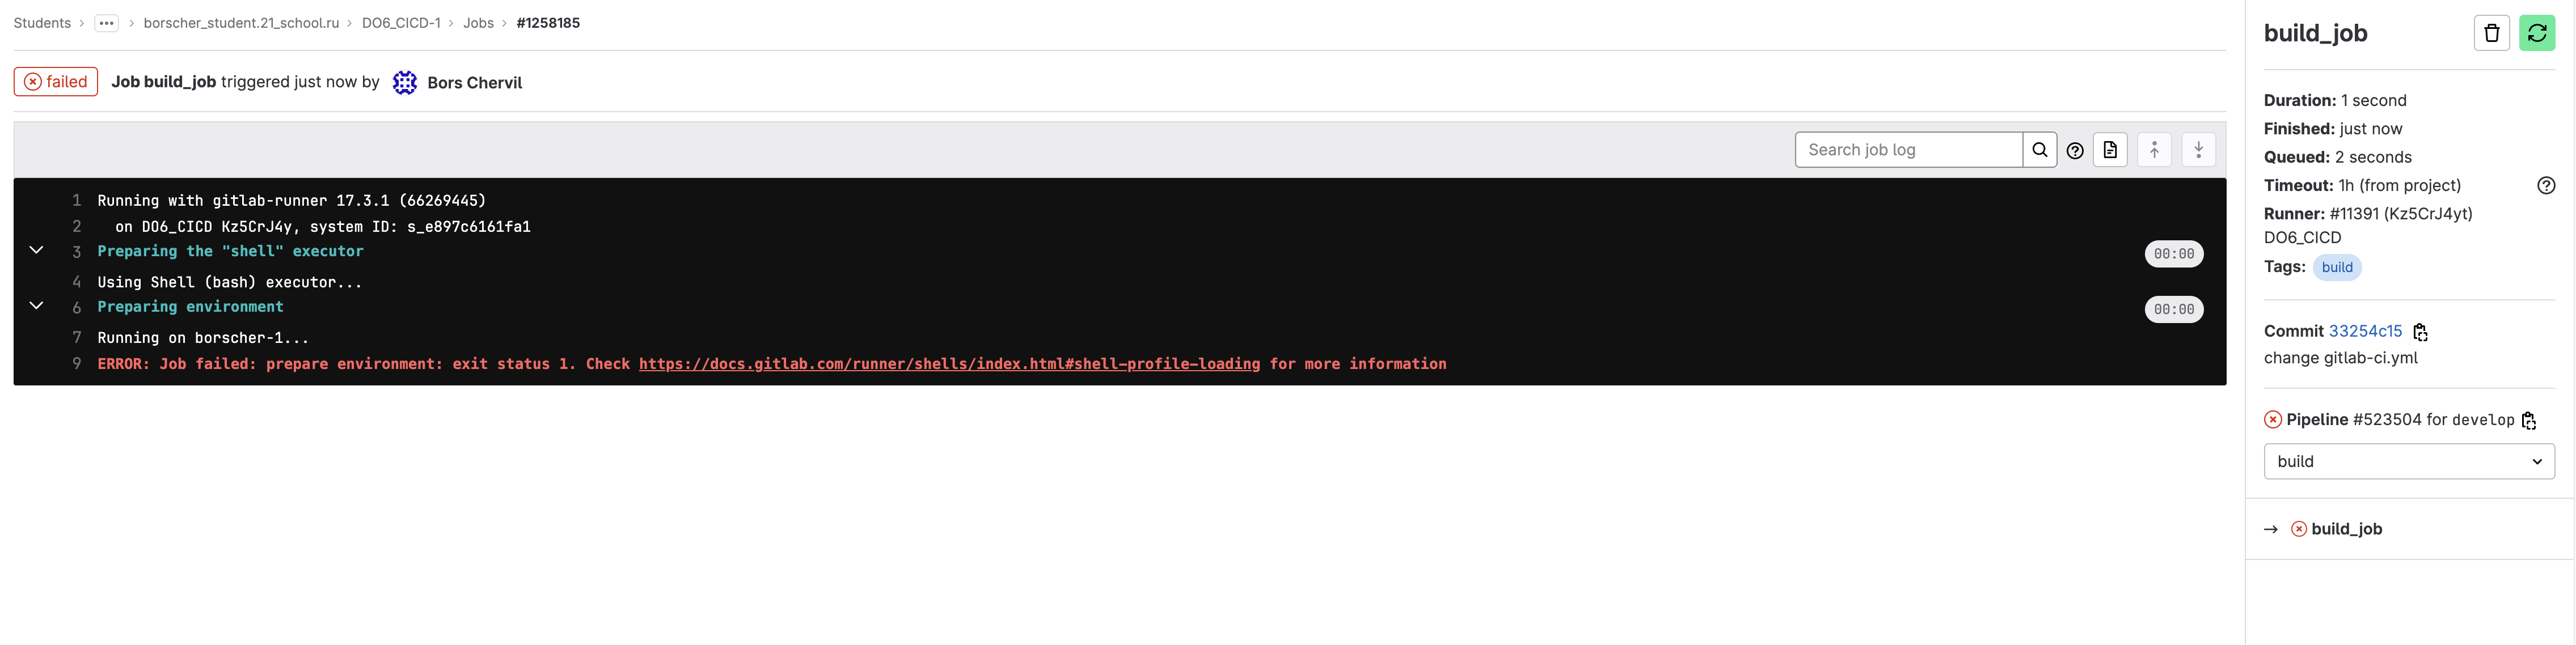 Students > ... > borscher_student.21_school.ru > DO6_CICD-1 > Jobs > #1258185
failed Job build_job triggered just now by Bors Chervil
Search job log
1 Running with gitlab-runner 17.3.1 (66269445)
2 on DO6_CICD Kz5CrJ4y, system ID: s_e897c6161fa1
3 Preparing the "shell" executor 00:00
4 Using Shell (bash) executor...
6 Preparing environment 00:00
7 Running on borscher-1...
9 ERROR: Job failed: prepare environment: exit status 1. Check https://docs.gitlab.com/runner/shells/index.html#shell-profile-loading for more information
build_job
Duration: 1 second
Finished: just now
Queued: 2 seconds
Timeout: 1h (from project)
Runner: #11391 (Kz5CrJ4yt)
DO6_CICD
Tags: build
Commit 33254c15
change gitlab-ci.yml
Pipeline #523504 for develop
build
→ build_job